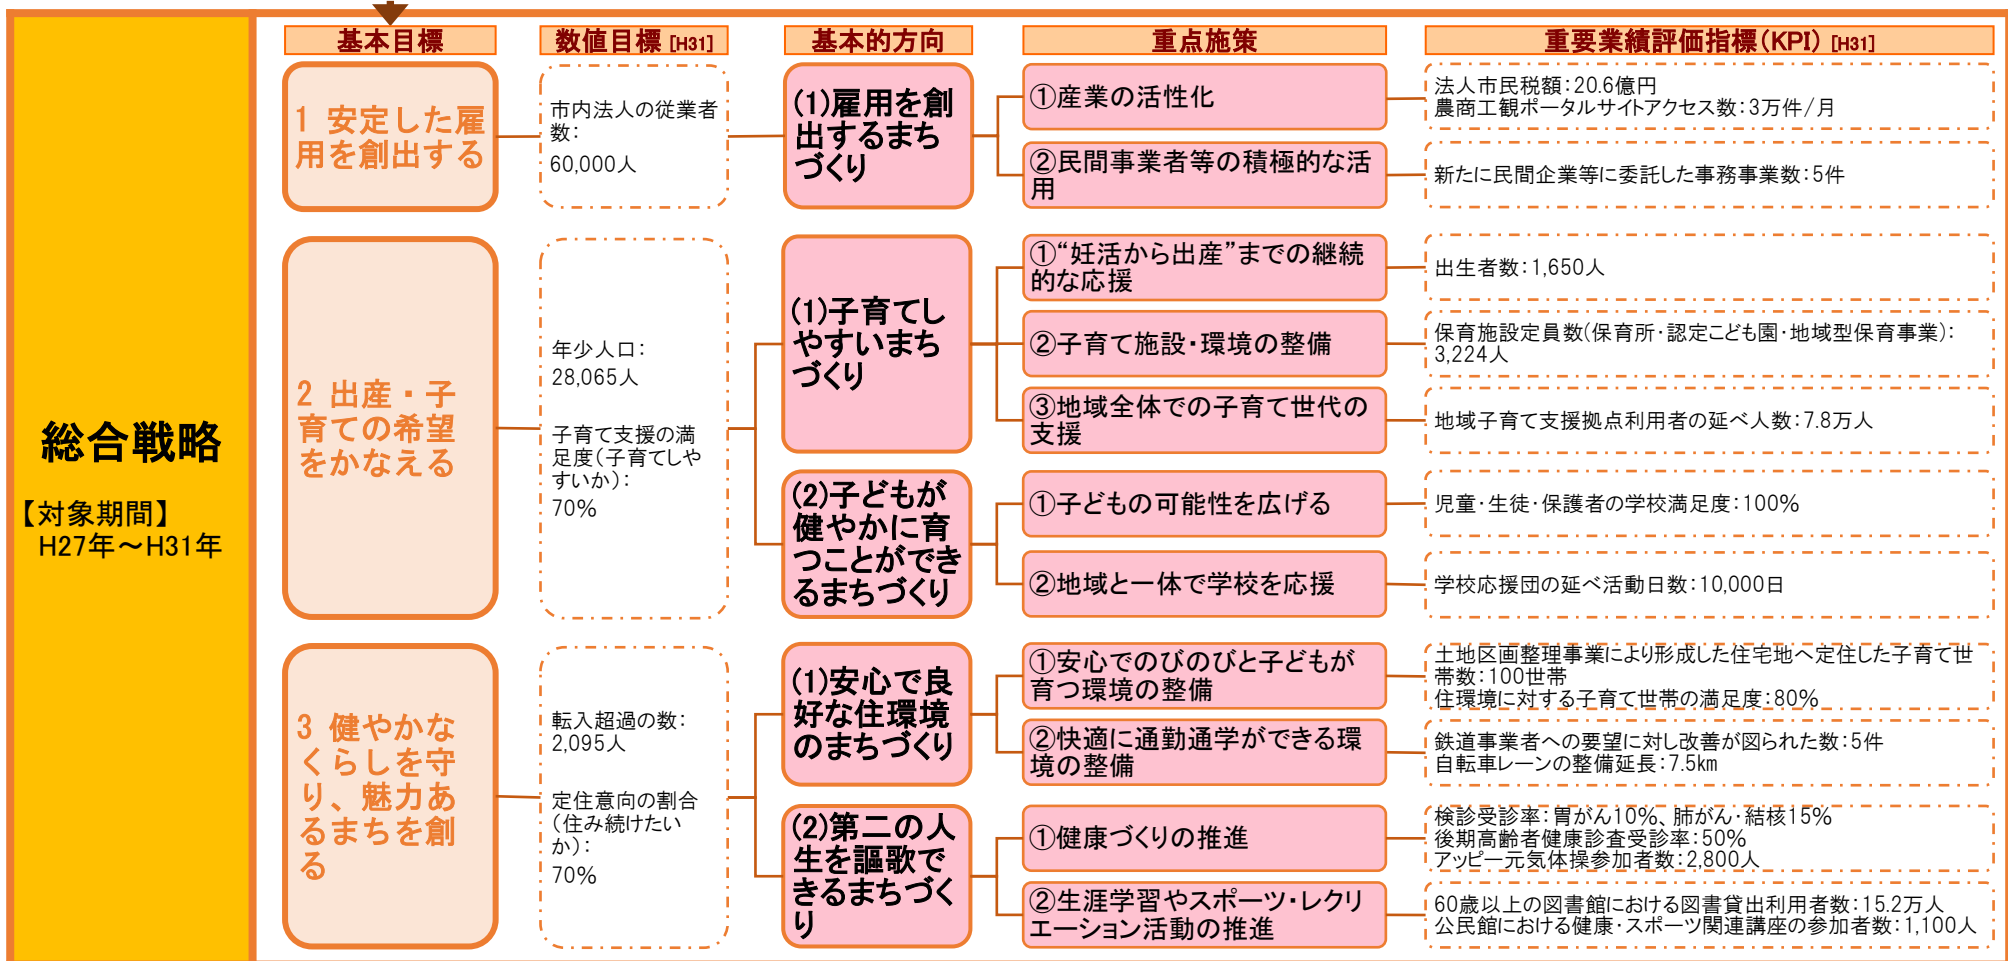 総合戦略
【対象期間】
H27年～H31年
基本目標
数値目標 [H31]
基本的方向
重点施策
重要業績評価指標(KPI) [H31]
1 安定した雇
用を創出する
市内法人の従業者
数：
60,000人
(1)雇用を創
出するまち
づくり
①産業の活性化
法人市民税額：20.6億円
農商工観ポータルサイトアクセス数：3万件/月
②民間事業者等の積極的な活
用
新たに民間企業等に委託した事務事業数：5件
2 出産・子
育ての希望
をかなえる
年少人口：
28,065人
子育て支援の満
足度(子育てしや
すいか)：
70%
(1)子育てし
やすいまち
づくり
①“妊活から出産”までの継続
的な応援
出生者数：1,650人
②子育て施設・環境の整備
保育施設定員数(保育所・認定こども園・地域型保育事業)：
3,224人
③地域全体での子育て世代の
支援
地域子育て支援拠点利用者の延べ人数：7.8万人
(2)子どもが
健やかに育
つことができ
るまちづくり
①子どもの可能性を広げる
児童・生徒・保護者の学校満足度：100%
②地域と一体で学校を応援
学校応援団の延べ活動日数：10,000日
3 健やかな
くらしを守
り、魅力あ
るまちを創
る
転入超過の数：
2,095人
定住意向の割合
(住み続けたい
か)：
70%
(1)安心で良
好な住環境
のまちづくり
①安心でのびのびと子どもが
育つ環境の整備
土地区画整理事業により形成した住宅地へ定住した子育て世
帯数：100世帯
住環境に対する子育て世帯の満足度：80%
②快適に通勤通学ができる環
境の整備
鉄道事業者への要望に対し改善が図られた数：5件
自転車レーンの整備延長：7.5km
(2)第二の人
生を謳歌で
きるまちづく
り
①健康づくりの推進
検診受診率：胃がん10%、肺がん・結核15%
後期高齢者健康診査受診率：50%
アッピー元気体操参加者数：2,800人
②生涯学習やスポーツ・レクリ
エーション活動の推進
60歳以上の図書館における図書貸出利用者数：15.2万人
公民館における健康・スポーツ関連講座の参加者数：1,100人